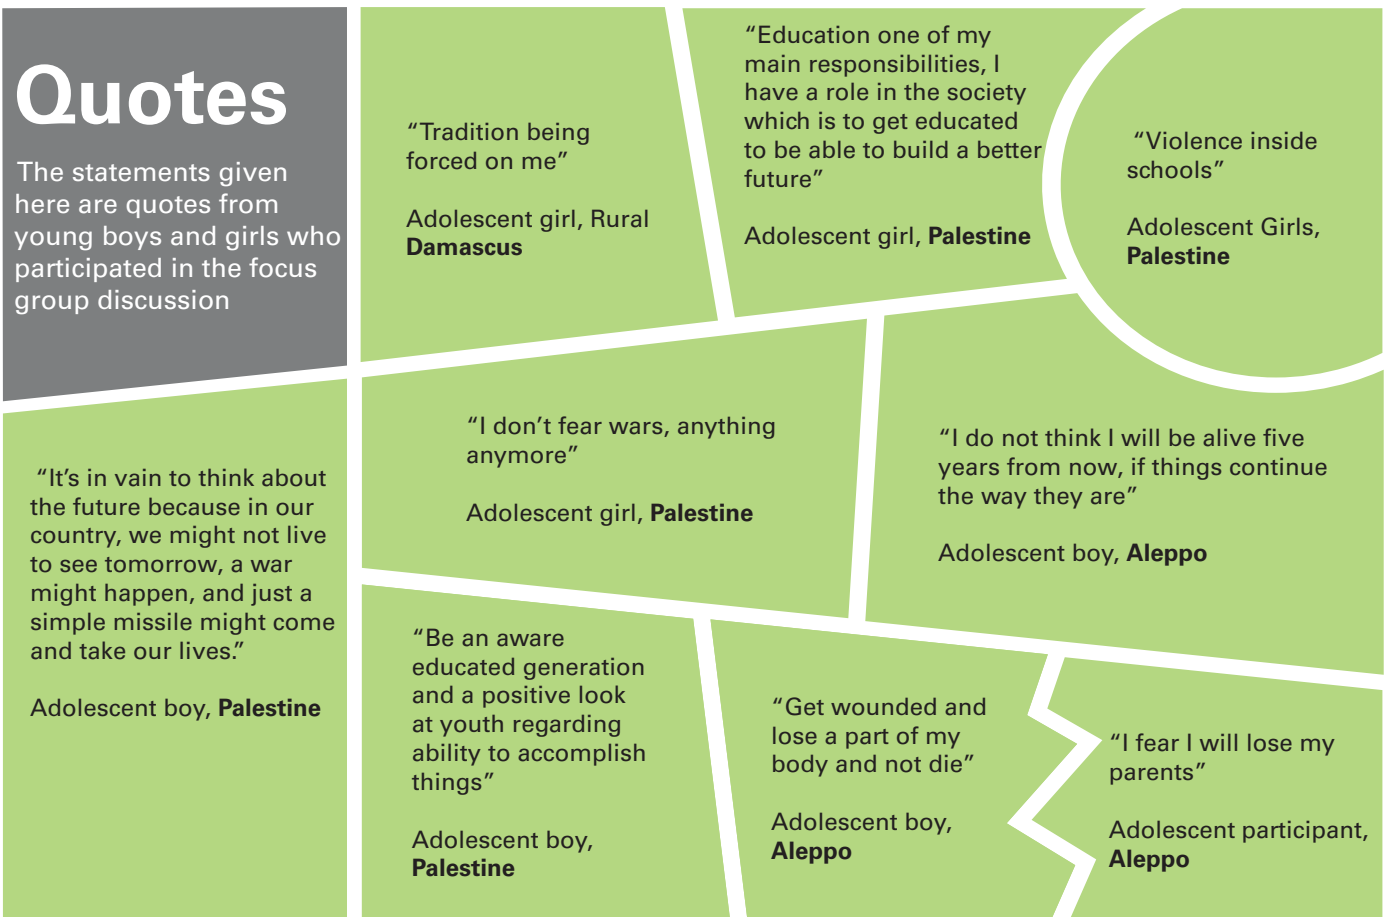 Quotes
The statements given
here are quotes from
young boys and girls who
participated in the focus
group discussion
“Tradition being
forced on me”
Adolescent girl, Rural
Damascus
“Education one of my
main responsibilities, I
have a role in the society
which is to get educated
to be able to build a better
future”
Adolescent girl, Palestine
“Violence inside
schools”
Adolescent Girls,
Palestine
“It’s in vain to think about
the future because in our
country, we might not live
to see tomorrow, a war
might happen, and just a
simple missile might come
and take our lives.”
Adolescent boy, Palestine
“I don’t fear wars, anything
anymore”
Adolescent girl, Palestine
“I do not think I will be alive five
years from now, if things continue
the way they are”
Adolescent boy, Aleppo
“Be an aware
educated generation
and a positive look
at youth regarding
ability to accomplish
things”
Adolescent boy,
Palestine
“Get wounded and
lose a part of my
body and not die”
Adolescent boy,
Aleppo
“I fear I will lose my
parents”
Adolescent participant,
Aleppo